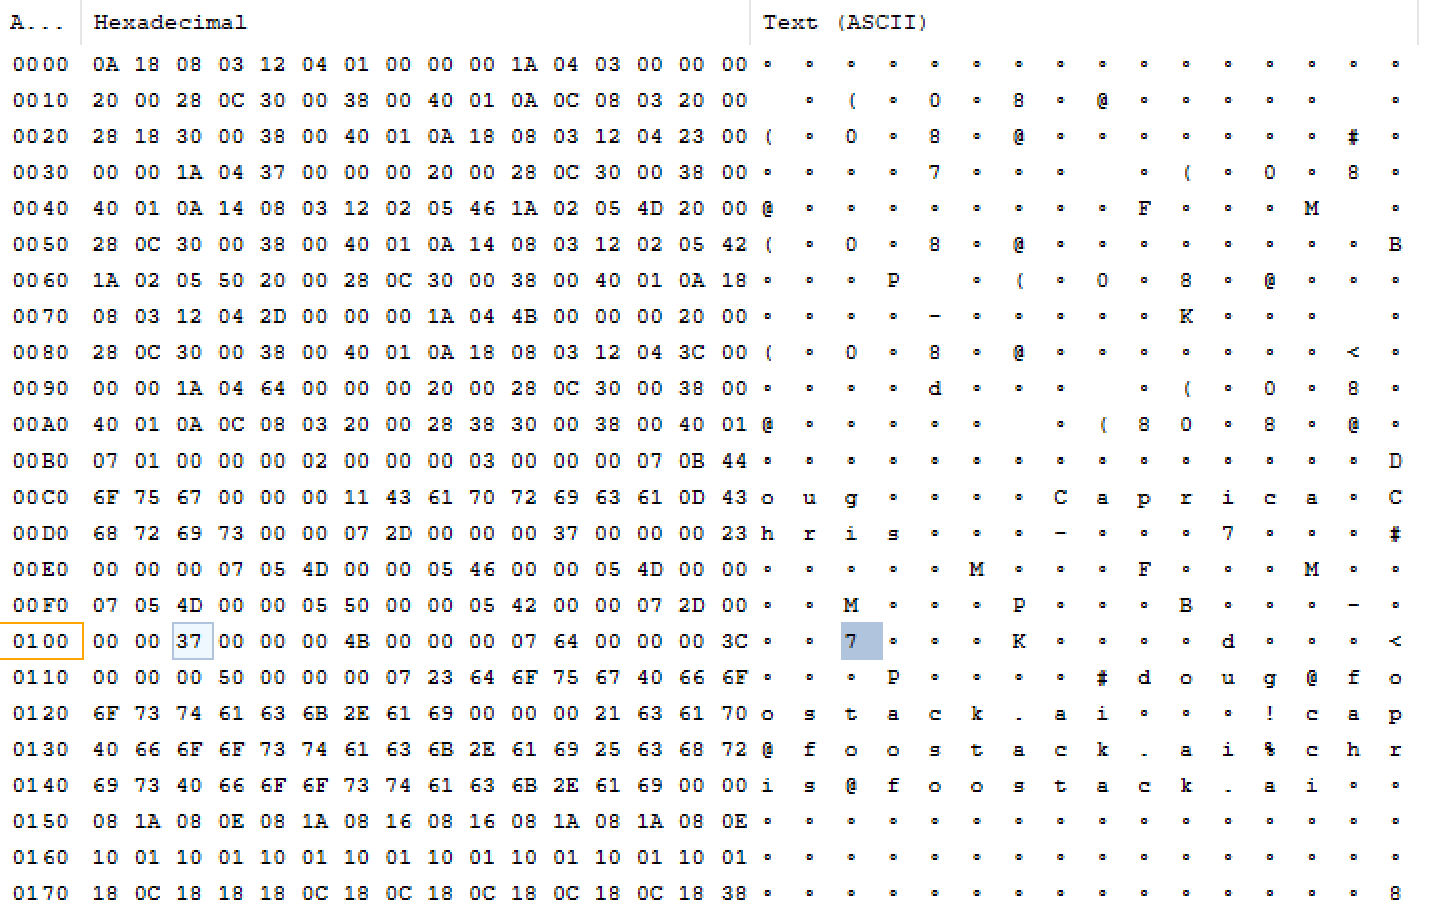 A... Hexadecimal Text (ASCII)
0000 0A 18 08 03 12 04 01 00 00 00 1A 04 03 00 00 00 ▫ ▫ ▫ ▫ ▫ ▫ ▫ ▫ ▫ ▫ ▫ ▫ ▫ ▫ ▫ ▫
0010 20 00 28 0C 30 00 38 00 40 01 0A 0C 08 03 20 00   ▫ ( ▫ 0 ▫ 8 ▫ @ ▫ ▫ ▫ ▫ ▫   ▫
0020 28 18 30 00 38 00 40 01 0A 18 08 03 12 04 23 00 ( ▫ 0 ▫ 8 ▫ @ ▫ ▫ ▫ ▫ ▫ ▫ ▫ # ▫
0030 00 00 1A 04 37 00 00 00 20 00 28 0C 30 00 38 00 ▫ ▫ ▫ ▫ 7 ▫ ▫ ▫   ▫ ( ▫ 0 ▫ 8 ▫
0040 40 01 0A 14 08 03 12 02 05 46 1A 02 05 4D 20 00 @ ▫ ▫ ▫ ▫ ▫ ▫ ▫ ▫ F ▫ ▫ ▫ M   ▫
0050 28 0C 30 00 38 00 40 01 0A 14 08 03 12 02 05 42 ( ▫ 0 ▫ 8 ▫ @ ▫ ▫ ▫ ▫ ▫ ▫ ▫ ▫ B
0060 1A 02 05 50 20 00 28 0C 30 00 38 00 40 01 0A 18 ▫ ▫ ▫ P   ▫ ( ▫ 0 ▫ 8 ▫ @ ▫ ▫ ▫
0070 08 03 12 04 2D 00 00 00 1A 04 4B 00 00 00 20 00 ▫ ▫ ▫ ▫ - ▫ ▫ ▫ ▫ ▫ K ▫ ▫ ▫   ▫
0080 28 0C 30 00 38 00 40 01 0A 18 08 03 12 04 3C 00 ( ▫ 0 ▫ 8 ▫ @ ▫ ▫ ▫ ▫ ▫ ▫ ▫ < ▫
0090 00 00 1A 04 64 00 00 00 20 00 28 0C 30 00 38 00 ▫ ▫ ▫ ▫ d ▫ ▫ ▫   ▫ ( ▫ 0 ▫ 8 ▫
00A0 40 01 0A 0C 08 03 20 00 28 38 30 00 38 00 40 01 @ ▫ ▫ ▫ ▫ ▫   ▫ ( 8 0 ▫ 8 ▫ @ ▫
00B0 07 01 00 00 00 02 00 00 00 03 00 00 00 07 0B 44 ▫ ▫ ▫ ▫ ▫ ▫ ▫ ▫ ▫ ▫ ▫ ▫ ▫ ▫ ▫ D
00C0 6F 75 67 00 00 00 11 43 61 70 72 69 63 61 0D 43 o u g ▫ ▫ ▫ ▫ C a p r i c a ▫ C
00D0 68 72 69 73 00 00 07 2D 00 00 00 37 00 00 00 23 h r i s ▫ ▫ ▫ - ▫ ▫ ▫ 7 ▫ ▫ ▫ #
00E0 00 00 00 07 05 4D 00 00 05 46 00 00 05 4D 00 00 ▫ ▫ ▫ ▫ ▫ M ▫ ▫ ▫ F ▫ ▫ ▫ M ▫ ▫
00F0 07 05 4D 00 00 05 50 00 00 05 42 00 00 07 2D 00 ▫ ▫ M ▫ ▫ ▫ P ▫ ▫ ▫ B ▫ ▫ ▫ - ▫
0100 00 00 37 00 00 00 4B 00 00 00 07 64 00 00 00 3C ▫ ▫ 7 ▫ ▫ ▫ K ▫ ▫ ▫ ▫ d ▫ ▫ ▫ <
0110 00 00 00 50 00 00 00 07 23 64 6F 75 67 40 66 6F ▫ ▫ ▫ P ▫ ▫ ▫ ▫ # d o u g @ f o
0120 6F 73 74 61 63 6B 2E 61 69 00 00 00 21 63 61 70 o s t a c k . a i ▫ ▫ ▫ ! c a p
0130 40 66 6F 6F 73 74 61 63 6B 2E 61 69 25 63 68 72 @ f o o s t a c k . a i % c h r
0140 69 73 40 66 6F 6F 73 74 61 63 6B 2E 61 69 00 00 i s @ f o o s t a c k . a i ▫ ▫
0150 08 1A 08 0E 08 1A 08 16 08 16 08 1A 08 1A 08 0E ▫ ▫ ▫ ▫ ▫ ▫ ▫ ▫ ▫ ▫ ▫ ▫ ▫ ▫ ▫ ▫
0160 10 01 10 01 10 01 10 01 10 01 10 01 10 01 10 01 ▫ ▫ ▫ ▫ ▫ ▫ ▫ ▫ ▫ ▫ ▫ ▫ ▫ ▫ ▫ ▫
0170 18 0C 18 18 18 0C 18 0C 18 0C 18 0C 18 0C 18 38 ▫ ▫ ▫ ▫ ▫ ▫ ▫ ▫ ▫ ▫ ▫ ▫ ▫ ▫ ▫ 8